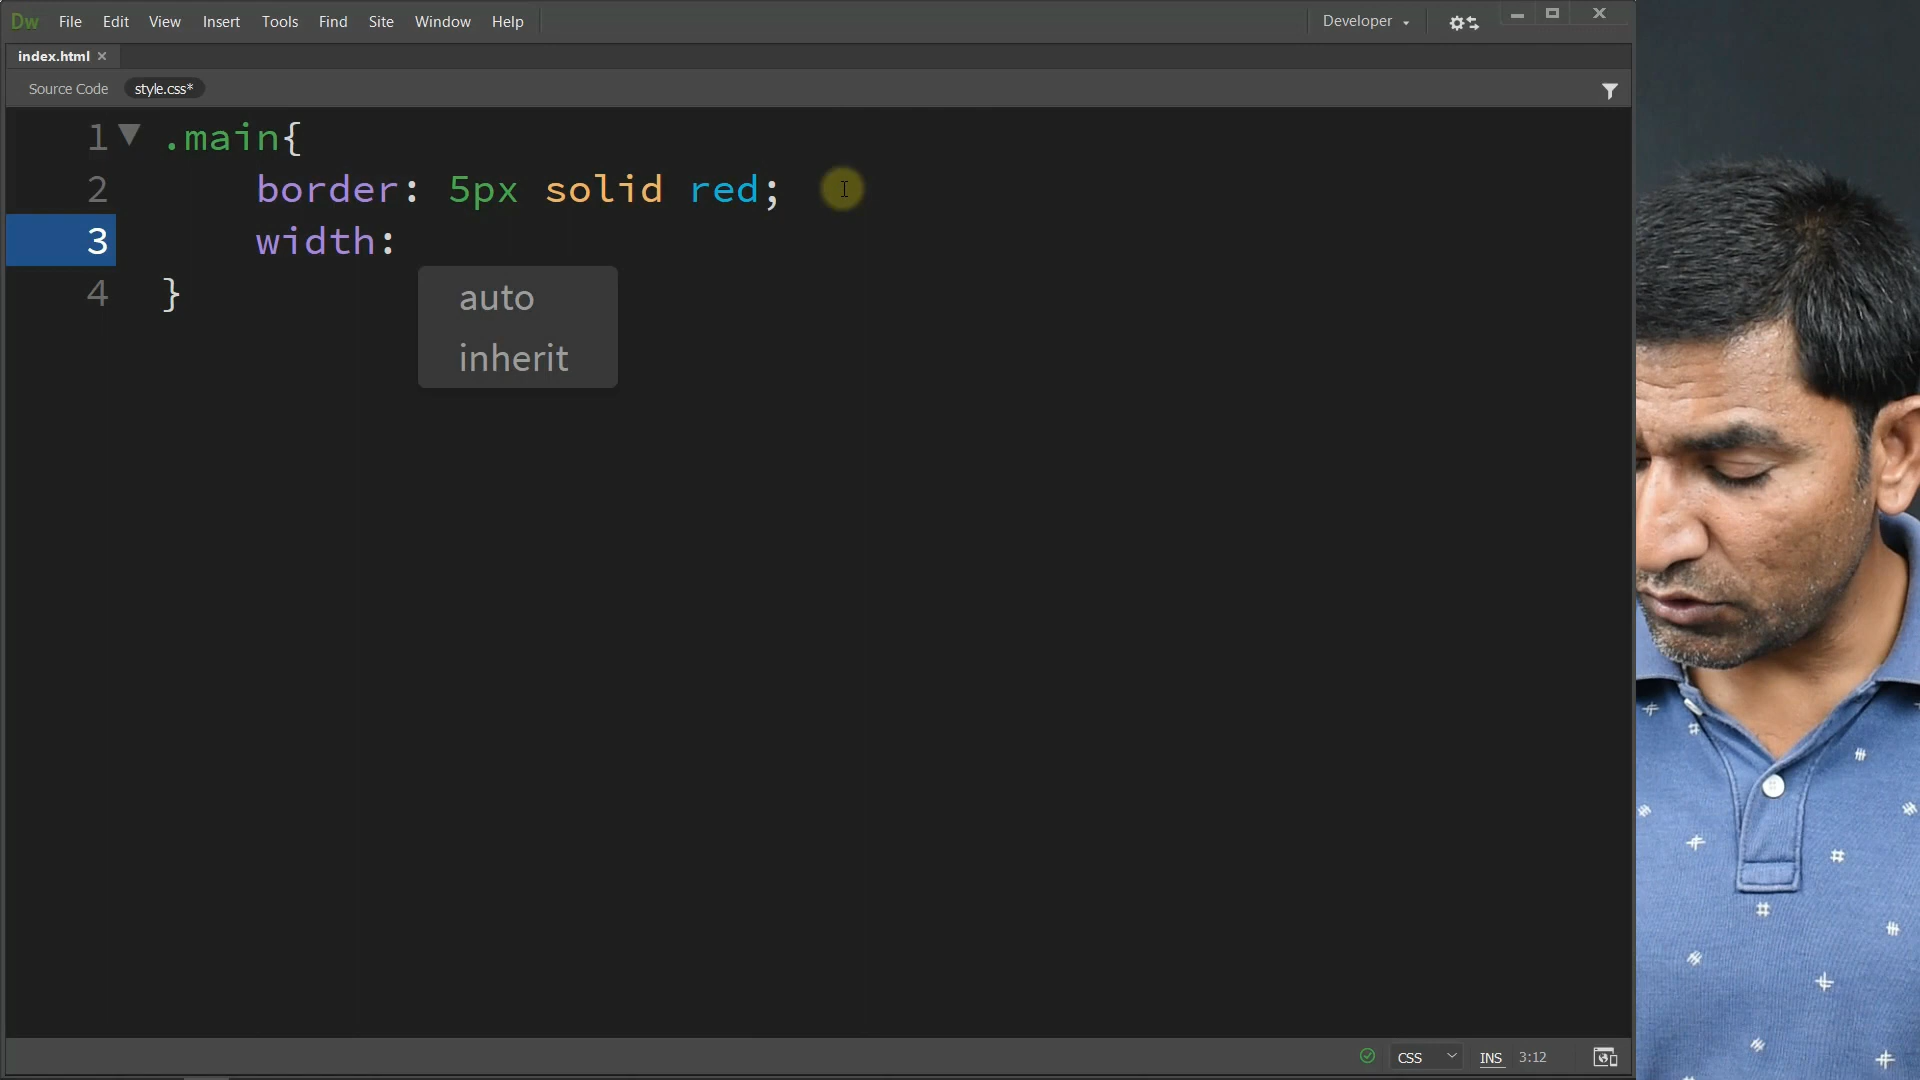 Dw File Edit View Insert Tools Find Site Window Help Developer
index.html
Source Code style.css*
1 .main{
2 border: 5px solid red;
3 width:
auto
4 }
inherit
CSS INS 3:12